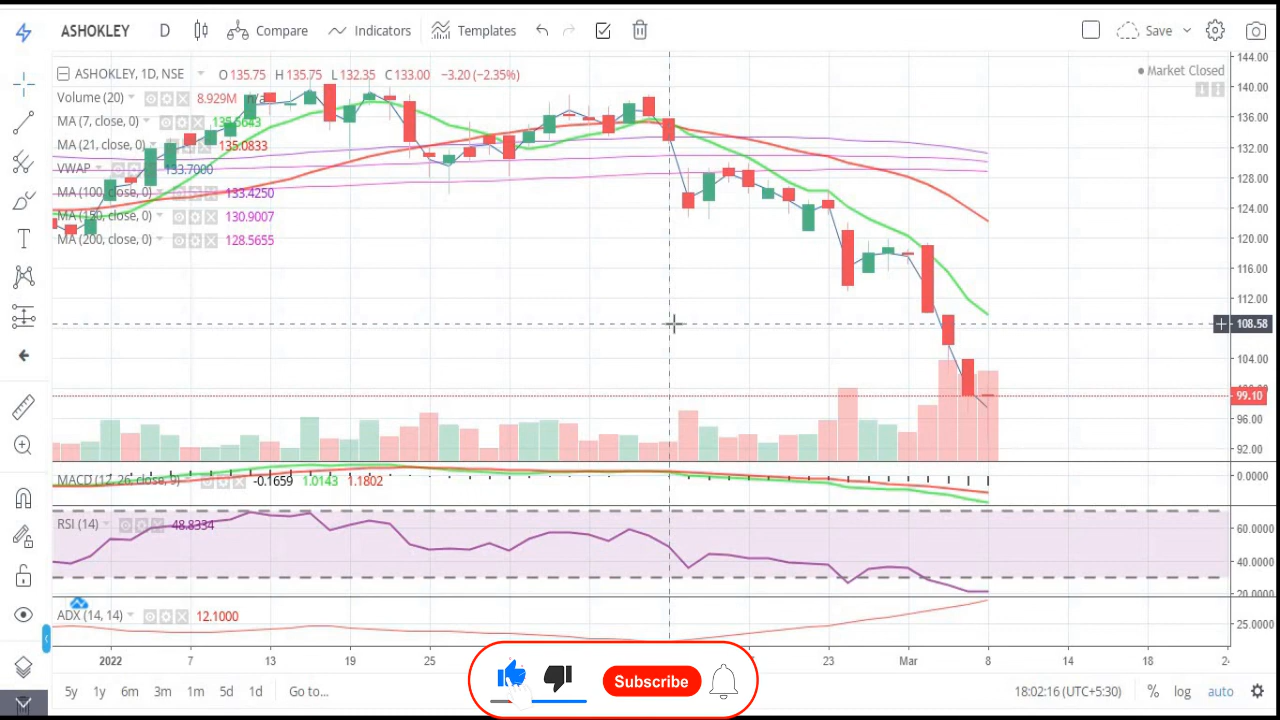 ASHOKLEY D Compare Indicators Templates Save
ASHOKLEY, 1D, NSE O135.75 H135.75 L132.35 C133.00 −3.20 (−2.35%)
Market Closed
Volume (20) 8.929M n/a
MA (7, close, 0)
MA (21, close, 0) 135.0833
VWAP 133.7000
MA (100, close, 0) 133.4250
MA (150, close, 0) 130.9007
MA (200, close, 0) 128.5655
144.00
140.00
136.00
132.00
128.00
124.00
120.00
116.00
112.00
108.58
104.00
99.10
96.00
92.00
MACD (12, 26, close, 9) -0.1659 1.0143 1.1802
0.0000
RSI (14) 48.8334
60.0000
40.0000
20.0000
ADX (14, 14) 12.1000
25.0000
2022 7 13 19 25 23 Mar 8 14 18
5y 1y 6m 3m 1m 5d 1d Go to... 18:02:16 (UTC+5:30) % log auto
Subscribe